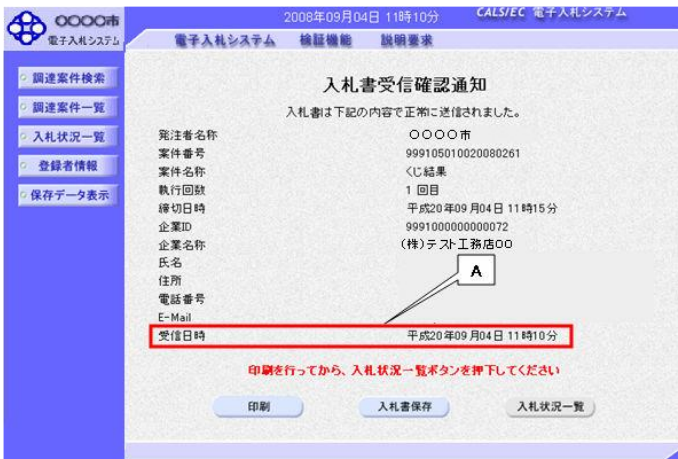 〇〇〇〇市
電子入札システム
2008年09月04日 11時10分
CALS/EC 電子入札システム
電子入札システム 検証機能 説明要求
調達案件検索
調達案件一覧
入札状況一覧
登録者情報
保存データ表示
入札書受信確認通知
入札書は下記の内容で正常に送信されました。
発注者名称 〇〇〇〇市
案件番号 999105010020080261
案件名称 くじ結果
執行回数 1 回目
締切日時 平成20年09月04日 11時15分
企業ID 9991000000000072
企業名称 (株)テスト工務店〇〇
氏名
住所
電話番号
E-Mail
A
受信日時 平成20年09月04日 11時10分
印刷を行ってから、入札状況一覧ボタンを押下してください
印刷 入札書保存 入札状況一覧